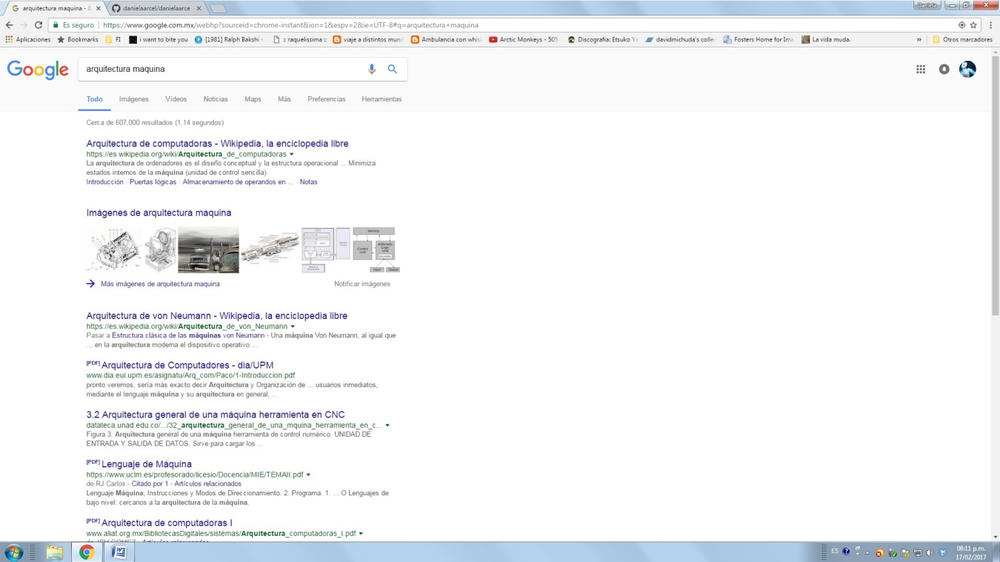 arquitectura maquina - B
danielaarcel/danielaarce
Daniela
Es seguro
https://www.google.com.mx/webhp?sourceid=chrome-instant&ion=1&espv=2&ie=UTF-8#q=arquitectura+maquina
Aplicaciones
Bookmarks
FI
i want to bite you
[1981] Ralph Bakshi -
:: raquelissima ::
viaje a distintos mund
Ambulancia con whis
Arctic Monkeys - 505
Discografia: Etsuko Ya
davidmichuda's collec
Fosters Home for Ima
La vida muda.
»
Otros marcadores
Google
arquitectura maquina
Todo
Imágenes
Vídeos
Noticias
Maps
Más
Preferencias
Herramientas
Cerca de 607,000 resultados (1.14 segundos)
Arquitectura de computadoras - Wikipedia, la enciclopedia libre
https://es.wikipedia.org/wiki/Arquitectura_de_computadoras
La arquitectura de ordenadores es el diseño conceptual y la estructura operacional ... Minimiza
estados internos de la máquina (unidad de control sencilla).
Introducción · Puertas lógicas · Almacenamiento de operandos en ... · Notas
Imágenes de arquitectura maquina
CPU
Memory
Control Unit
Arithmetic Logic Unit
Input
Output
Más imágenes de arquitectura maquina
Notificar imágenes
Arquitectura de von Neumann - Wikipedia, la enciclopedia libre
https://es.wikipedia.org/wiki/Arquitectura_de_von_Neumann
Pasar a Estructura clásica de las máquinas von Neumann - Una máquina Von Neumann, al igual que
... en la arquitectura moderna el dispositivo operativo ...
[PDF] Arquitectura de Computadores - dia/UPM
www.dia.eui.upm.es/asignatu/Arq_com/Paco/1-Introduccion.pdf
pronto veremos, sería más exacto decir Arquitectura y Organización de ... usuarios inmediatos,
mediante el lenguaje máquina y su arquitectura en general, ...
3.2 Arquitectura general de una máquina herramienta en CNC
datateca.unad.edu.co/.../32_arquitectura_general_de_una_mquina_herramienta_en_c...
Figura 3. Arquitectura general de una máquina herramienta de control numérico. UNIDAD DE
ENTRADA Y SALIDA DE DATOS. Sirve para cargar los ...
[PDF] Lenguaje de Máquina
https://www.uclm.es/profesorado/licesio/Docencia/MIE/TEMAII.pdf
de RJ Carlos - Citado por 1 - Artículos relacionados
Lenguaje Máquina, Instrucciones y Modos de Direccionamiento. 2. Programa. 1. ... O Lenguajes de
bajo nivel: cercanos a la arquitectura de la máquina.
[PDF] Arquitectura de computadoras I
www.aliat.org.mx/BibliotecasDigitales/sistemas/Arquitectura_computadoras_I.pdf
ES
08:11 p.m.
17/02/2017